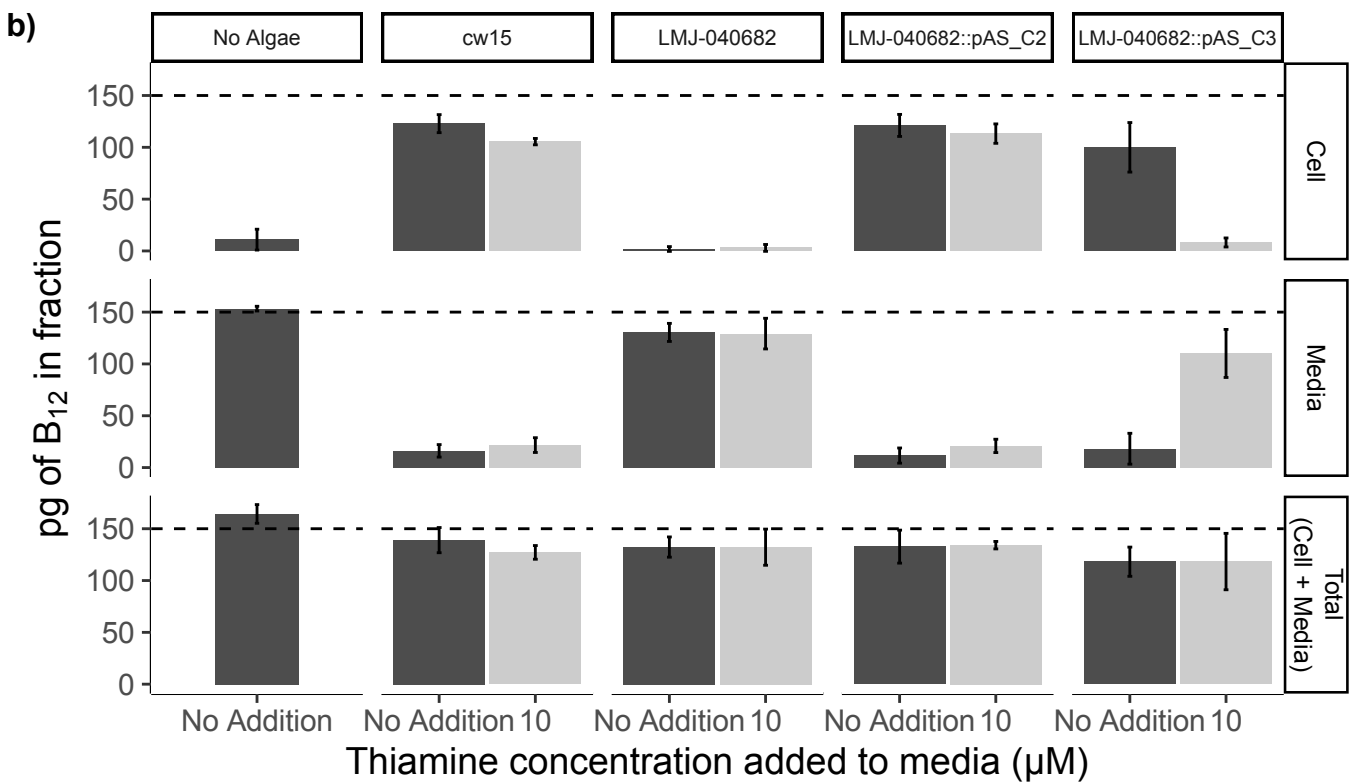 b)
No Algae cw15 LMJ-040682 LMJ-040682::pAS_C2 LMJ-040682::pAS_C3
pg of B12 in fraction
150
100
50
0
Cell
150
100
50
0
Media
150
100
50
0
Total
(Cell + Media)
No Addition No Addition 10 No Addition 10 No Addition 10 No Addition 10
Thiamine concentration added to media (µM)